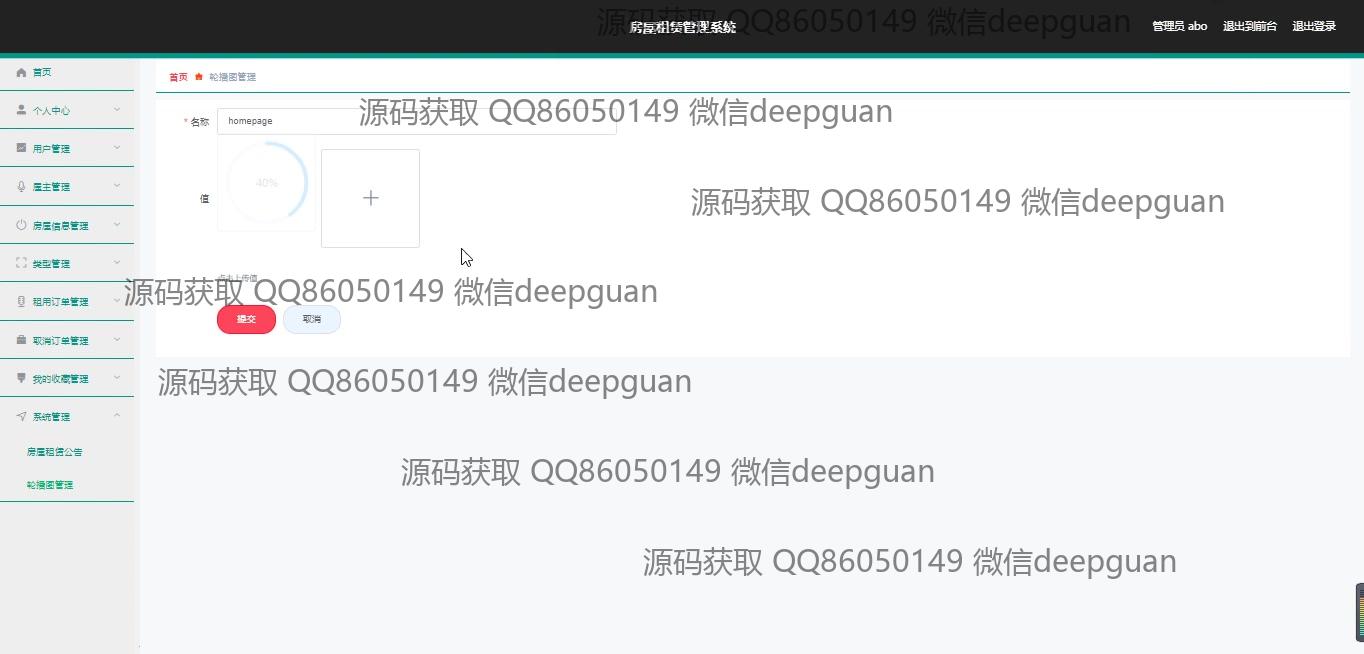 房屋租赁管理系统
源码获取 QQ86050149 微信deepguan
管理员 abo
退出到前台
退出登录
首页
个人中心
用户管理
屋主管理
房屋信息管理
类型管理
租用订单管理
取消订单管理
我的收藏管理
系统管理
房屋租赁公告
轮播图管理
首页 轮播图管理
* 名称 homepage
源码获取 QQ86050149 微信deepguan
值 40%
源码获取 QQ86050149 微信deepguan
点击上传值
源码获取 QQ86050149 微信deepguan
提交 取消
源码获取 QQ86050149 微信deepguan
源码获取 QQ86050149 微信deepguan
源码获取 QQ86050149 微信deepguan